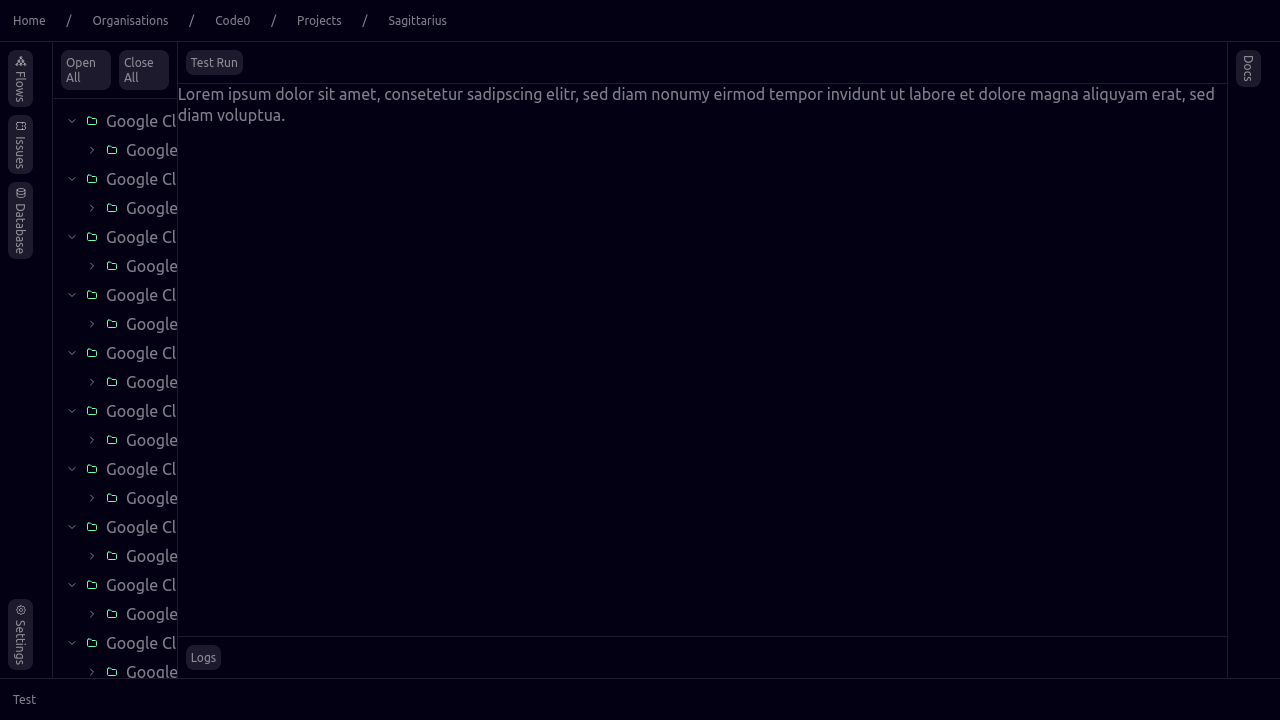 Home / Organisations / Code0 / Projects / Sagittarius
Flows
Issues
Database
Settings
Open All
Close All
Google Cl
Google
Google Cl
Google
Google Cl
Google
Google Cl
Google
Google Cl
Google
Google Cl
Google
Google Cl
Google
Google Cl
Google
Google Cl
Google
Google Cl
Google
Test Run
Lorem ipsum dolor sit amet, consetetur sadipscing elitr, sed diam nonumy eirmod tempor invidunt ut labore et dolore magna aliquyam erat, sed
diam voluptua.
Logs
Docs
Test